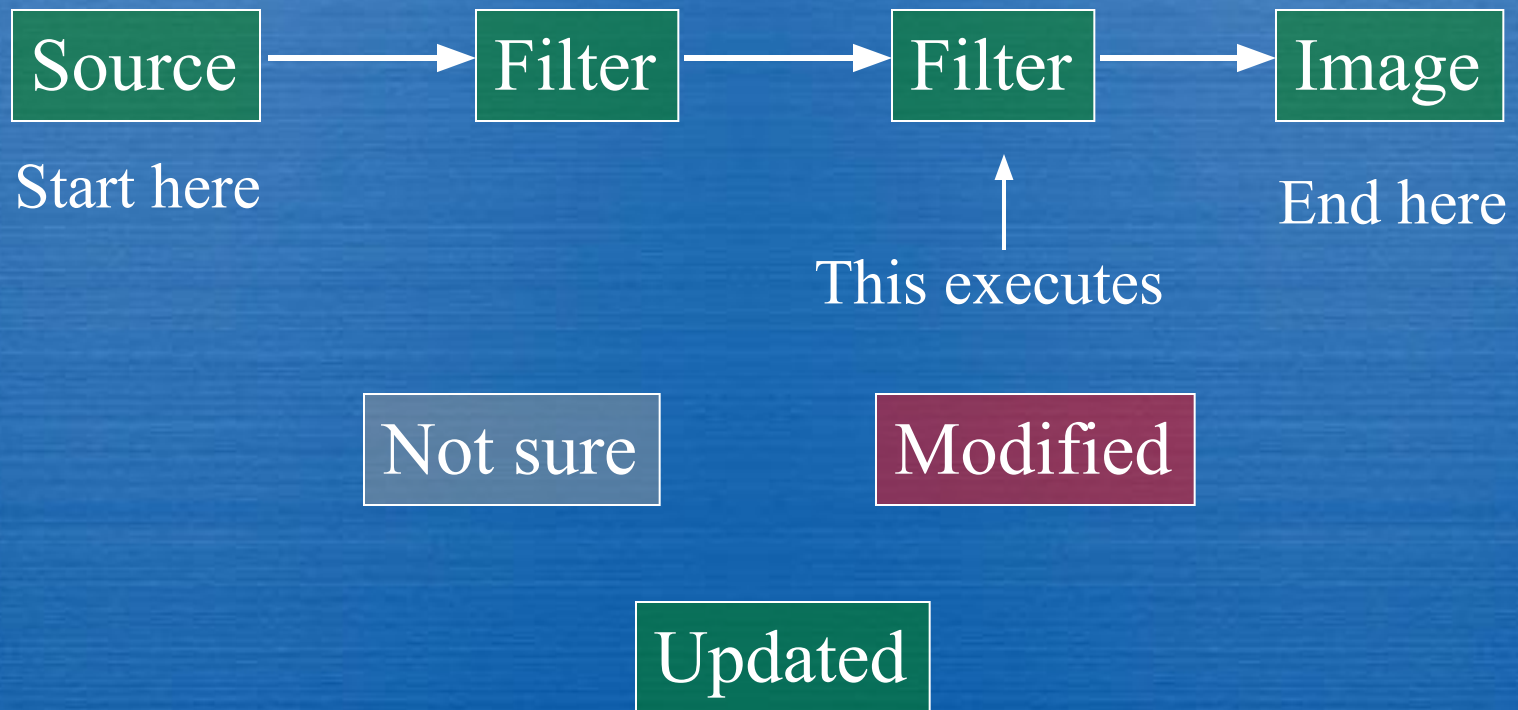 Source Filter Filter Image
Start here
End here
This executes
Not sure Modified
Updated